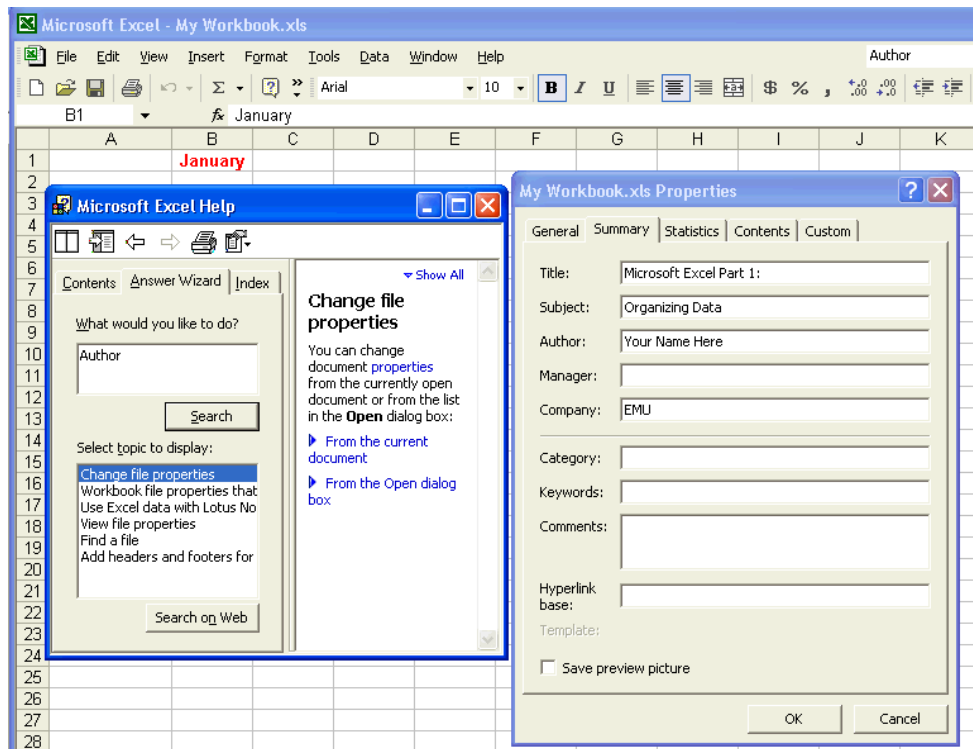 Microsoft Excel - My Workbook.xls
File Edit View Insert Format Tools Data Window Help Author
Σ ? » Arial 10 B I U $ % , .00 .00
B1 fx January
A B C D E F G H I J K
1 January
2
3
4
5
6
7
8
9
10
11
12
13
14
15
16
17
18
19
20
21
22
23
24
25
26
27
28
Microsoft Excel Help
Contents Answer Wizard Index
What would you like to do?
Author
Search
Select topic to display:
Change file properties
Workbook file properties that
Use Excel data with Lotus No
View file properties
Find a file
Add headers and footers for
Search on Web
Show All
Change file
properties
You can change
document properties
from the currently open
document or from the list
in the Open dialog box:
From the current
document
From the Open dialog
box
My Workbook.xls Properties ?
General Summary Statistics Contents Custom
Title: Microsoft Excel Part 1:
Subject: Organizing Data
Author: Your Name Here
Manager:
Company: EMU
Category:
Keywords:
Comments:
Hyperlink
base:
Template:
Save preview picture
OK Cancel